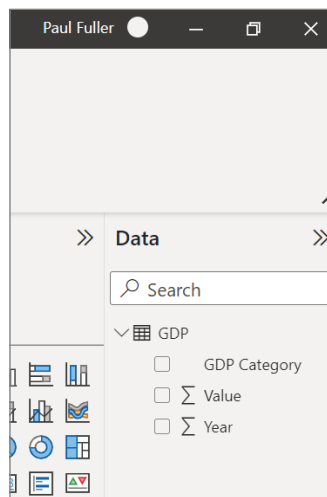 Paul Fuller
Data
Search
GDP
GDP Category
Value
Year